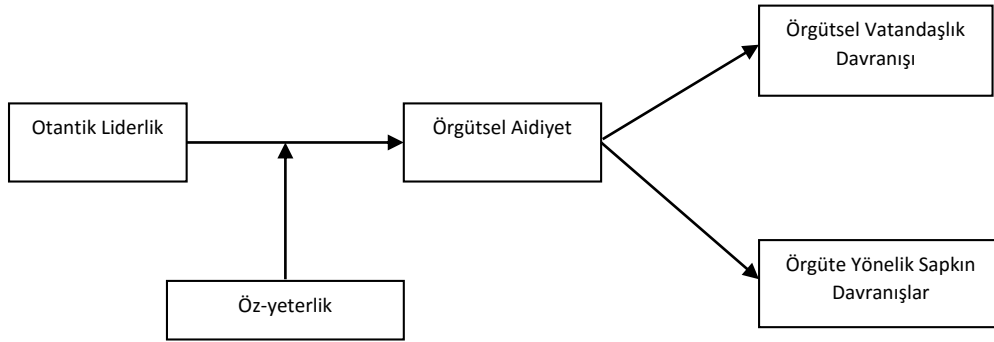 Örgütsel Vatandaşlık
Davranışı
Otantik Liderlik
Örgütsel Aidiyet
Örgüte Yönelik Sapkın
Davranışlar
Öz-yeterlik